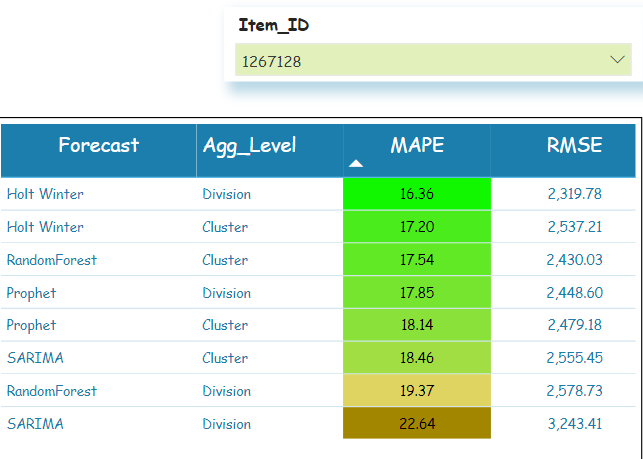 Item_ID
1267128
Forecast Agg_Level MAPE RMSE
Holt Winter Division 16.36 2,319.78
Holt Winter Cluster 17.20 2,537.21
RandomForest Cluster 17.54 2,430.03
Prophet Division 17.85 2,448.60
Prophet Cluster 18.14 2,479.18
SARIMA Cluster 18.46 2,555.45
RandomForest Division 19.37 2,578.73
SARIMA Division 22.64 3,243.41